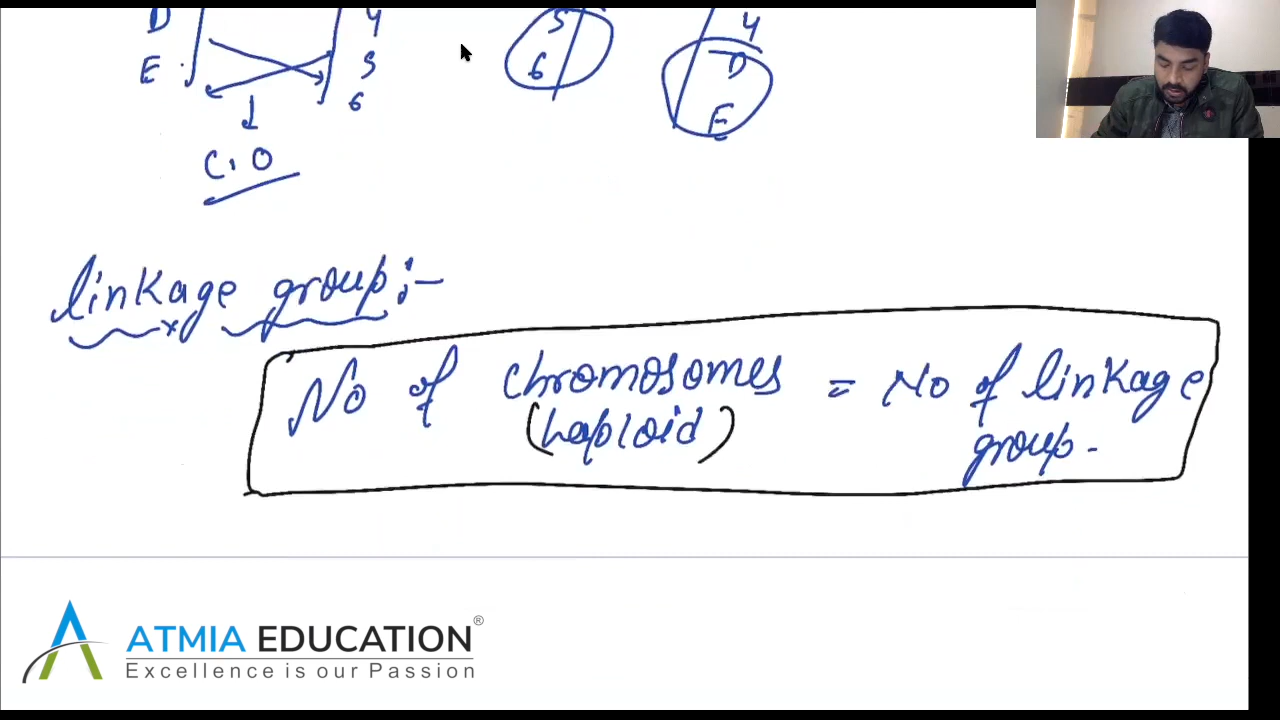 D 4 5 4
E 5 6 D
6 E
C.O
linkage group:-
No of chromosomes = No of linkage
(haploid) group.
ATMIA EDUCATION®
Excellence is our Passion